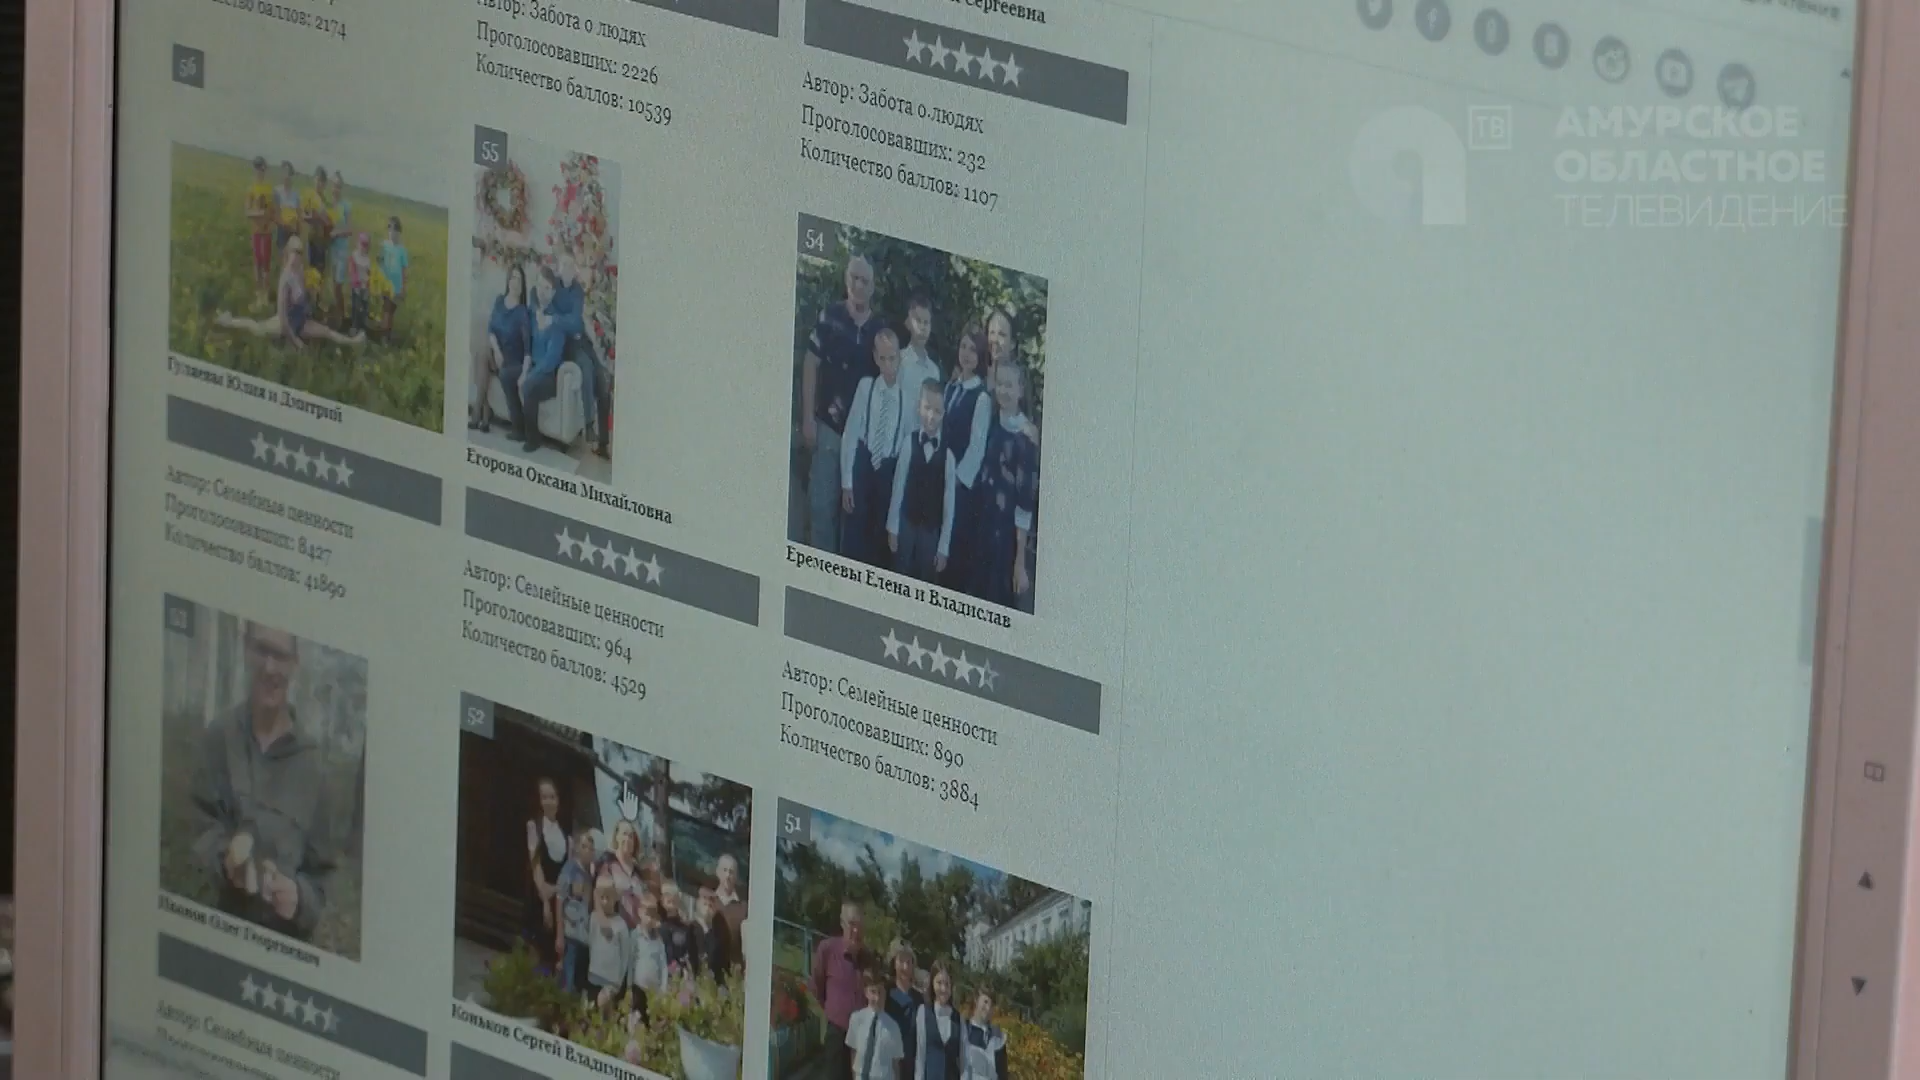 баллов: 2174
56
Гуляевы Юлия и Дмитрий
Автор: Семейные ценности
Проголосовавших: 8427
Количество баллов: 41890
53
Автор: Семейные ценности
Автор: Забота о людях
Проголосовавших: 2226
Количество баллов: 10539
55
Егорова Оксана Михайловна
Автор: Семейные ценности
Проголосовавших: 964
Количество баллов: 4529
52
Коньков Сергей
Сергеевна
Автор: Забота о людях
Проголосовавших: 232
Количество баллов: 1107
54
Еремеевы Елена и Владислав
Автор: Семейные ценности
Проголосовавших: 890
Количество баллов: 3884
51
ТВ
АМУРСКОЕ
ОБЛАСТНОЕ
ТЕЛЕВИДЕНИЕ